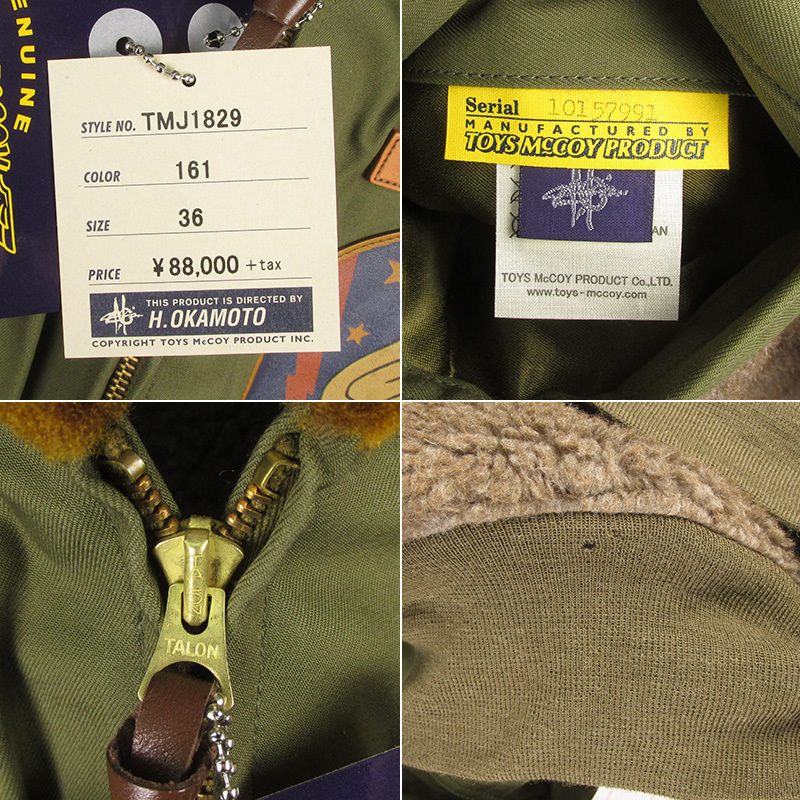 GENUINE
STYLE NO. TMJ1829
COLOR 161
SIZE 36
PRICE ¥88,000 +tax
THIS PRODUCT IS DIRECTED BY
H.OKAMOTO
COPYRIGHT TOYS McCOY PRODUCT INC.
Serial 10157991
MANUFACTURED BY
TOYS McCOY PRODUCT
AN
TOYS McCOY PRODUCT Co.,LTD.
www.toys-mccoy.com
TALON
TALON